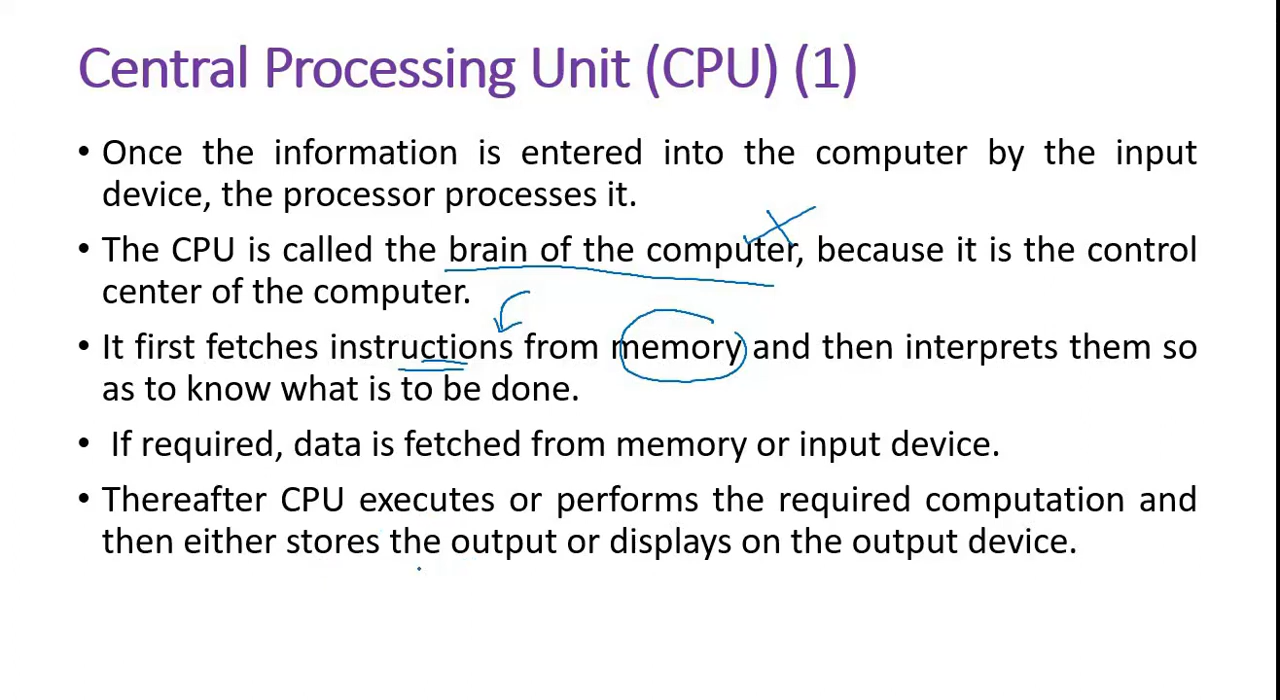 Central Processing Unit (CPU) (1)
• Once the information is entered into the computer by the input
device, the processor processes it.
• The CPU is called the brain of the computer, because it is the control
center of the computer.
• It first fetches instructions from memory and then interprets them so
as to know what is to be done.
• If required, data is fetched from memory or input device.
• Thereafter CPU executes or performs the required computation and
then either stores the output or displays on the output device.